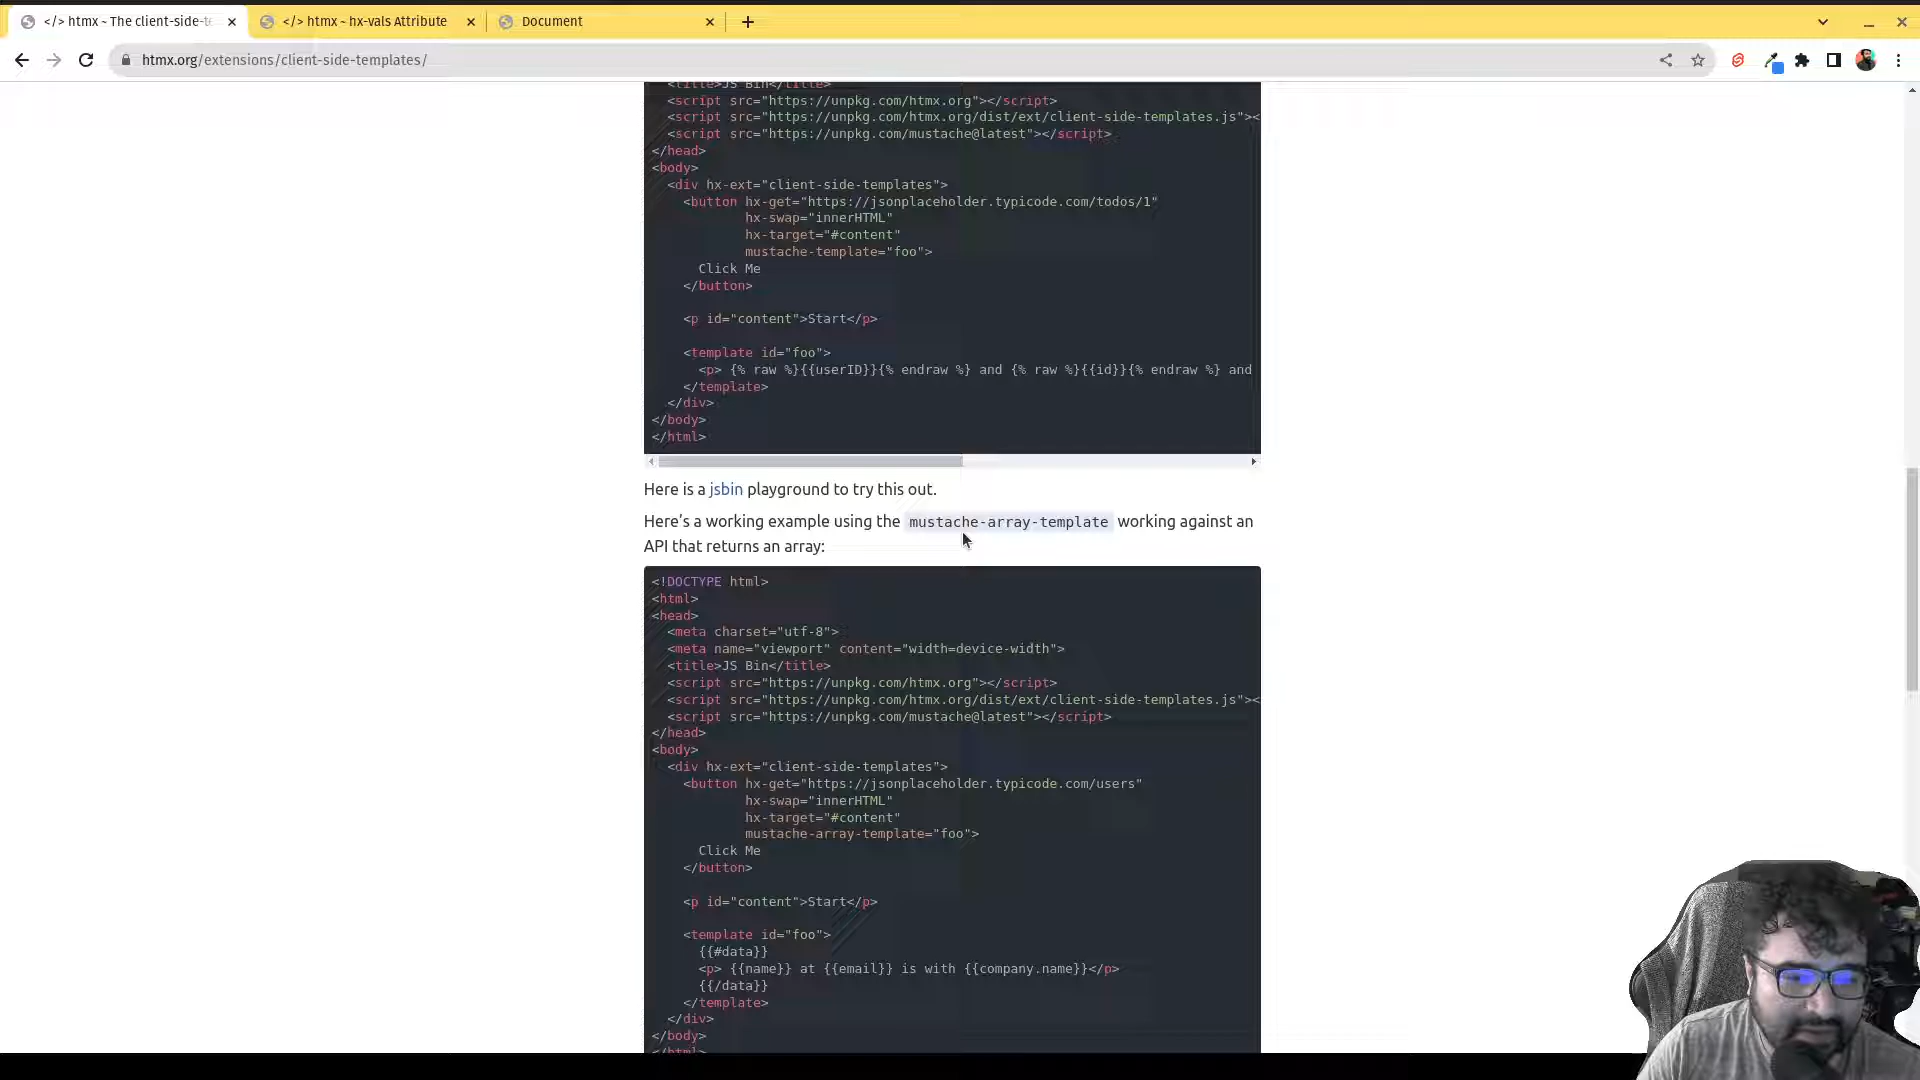 </> htmx ~ The client-side-te
</> htmx ~ hx-vals Attribute
Document
htmx.org/extensions/client-side-templates/
<title>JS Bin</title>
<script src="https://unpkg.com/htmx.org"></script>
<script src="https://unpkg.com/htmx.org/dist/ext/client-side-templates.js"><
<script src="https://unpkg.com/mustache@latest"></script>
</head>
<body>
<div hx-ext="client-side-templates">
<button hx-get="https://jsonplaceholder.typicode.com/todos/1"
hx-swap="innerHTML"
hx-target="#content"
mustache-template="foo">
Click Me
</button>
<p id="content">Start</p>
<template id="foo">
<p> {% raw %}{{userID}}{% endraw %} and {% raw %}{{id}}{% endraw %} and
</template>
</div>
</body>
</html>
Here is a jsbin playground to try this out.
Here’s a working example using the mustache-array-template working against an
API that returns an array:
<!DOCTYPE html>
<html>
<head>
<meta charset="utf-8">
<meta name="viewport" content="width=device-width">
<title>JS Bin</title>
<script src="https://unpkg.com/htmx.org"></script>
<script src="https://unpkg.com/htmx.org/dist/ext/client-side-templates.js"><
<script src="https://unpkg.com/mustache@latest"></script>
</head>
<body>
<div hx-ext="client-side-templates">
<button hx-get="https://jsonplaceholder.typicode.com/users"
hx-swap="innerHTML"
hx-target="#content"
mustache-array-template="foo">
Click Me
</button>
<p id="content">Start</p>
<template id="foo">
{{#data}}
<p> {{name}} at {{email}} is with {{company.name}}</p>
{{/data}}
</template>
</div>
</body>
</html>